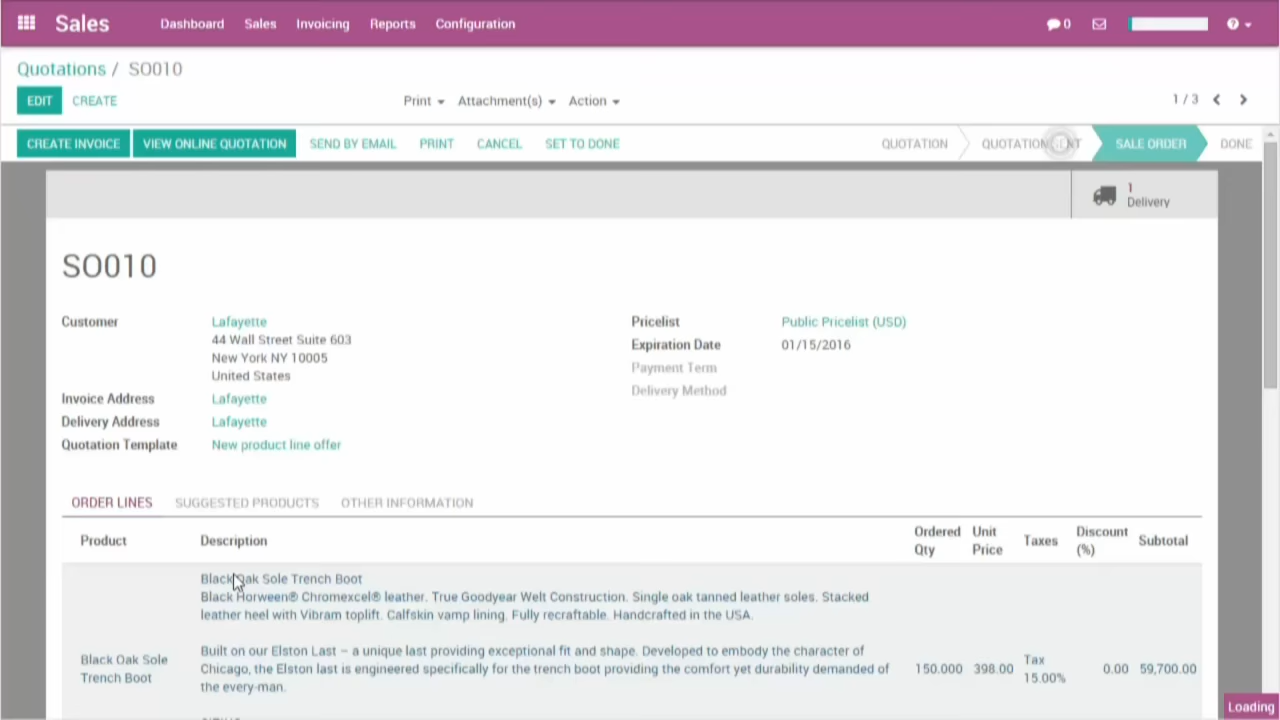 Sales
Dashboard Sales Invoicing Reports Configuration
0
Quotations / SO010
EDIT CREATE
Print Attachment(s) Action
1 / 3
CREATE INVOICE VIEW ONLINE QUOTATION SEND BY EMAIL PRINT CANCEL SET TO DONE
QUOTATION QUOTATION SENT SALE ORDER DONE
1
Delivery
SO010
Customer Lafayette
44 Wall Street Suite 603
New York NY 10005
United States
Invoice Address Lafayette
Delivery Address Lafayette
Quotation Template New product line offer
Pricelist Public Pricelist (USD)
Expiration Date 01/15/2016
Payment Term
Delivery Method
ORDER LINES SUGGESTED PRODUCTS OTHER INFORMATION
Product Description Ordered Qty Unit Price Taxes Discount (%) Subtotal
Black Oak Sole Trench Boot
Black Horween® Chromexcel® leather. True Goodyear Welt Construction. Single oak tanned leather soles. Stacked
leather heel with Vibram toplift. Calfskin vamp lining. Fully recraftable. Handcrafted in the USA.
Built on our Elston Last – a unique last providing exceptional fit and shape. Developed to embody the character of
Chicago, the Elston last is engineered specifically for the trench boot providing the comfort yet durability demanded of
the every-man.
Black Oak Sole
Trench Boot
150.000 398.00 Tax 15.00% 0.00 59,700.00
Loading